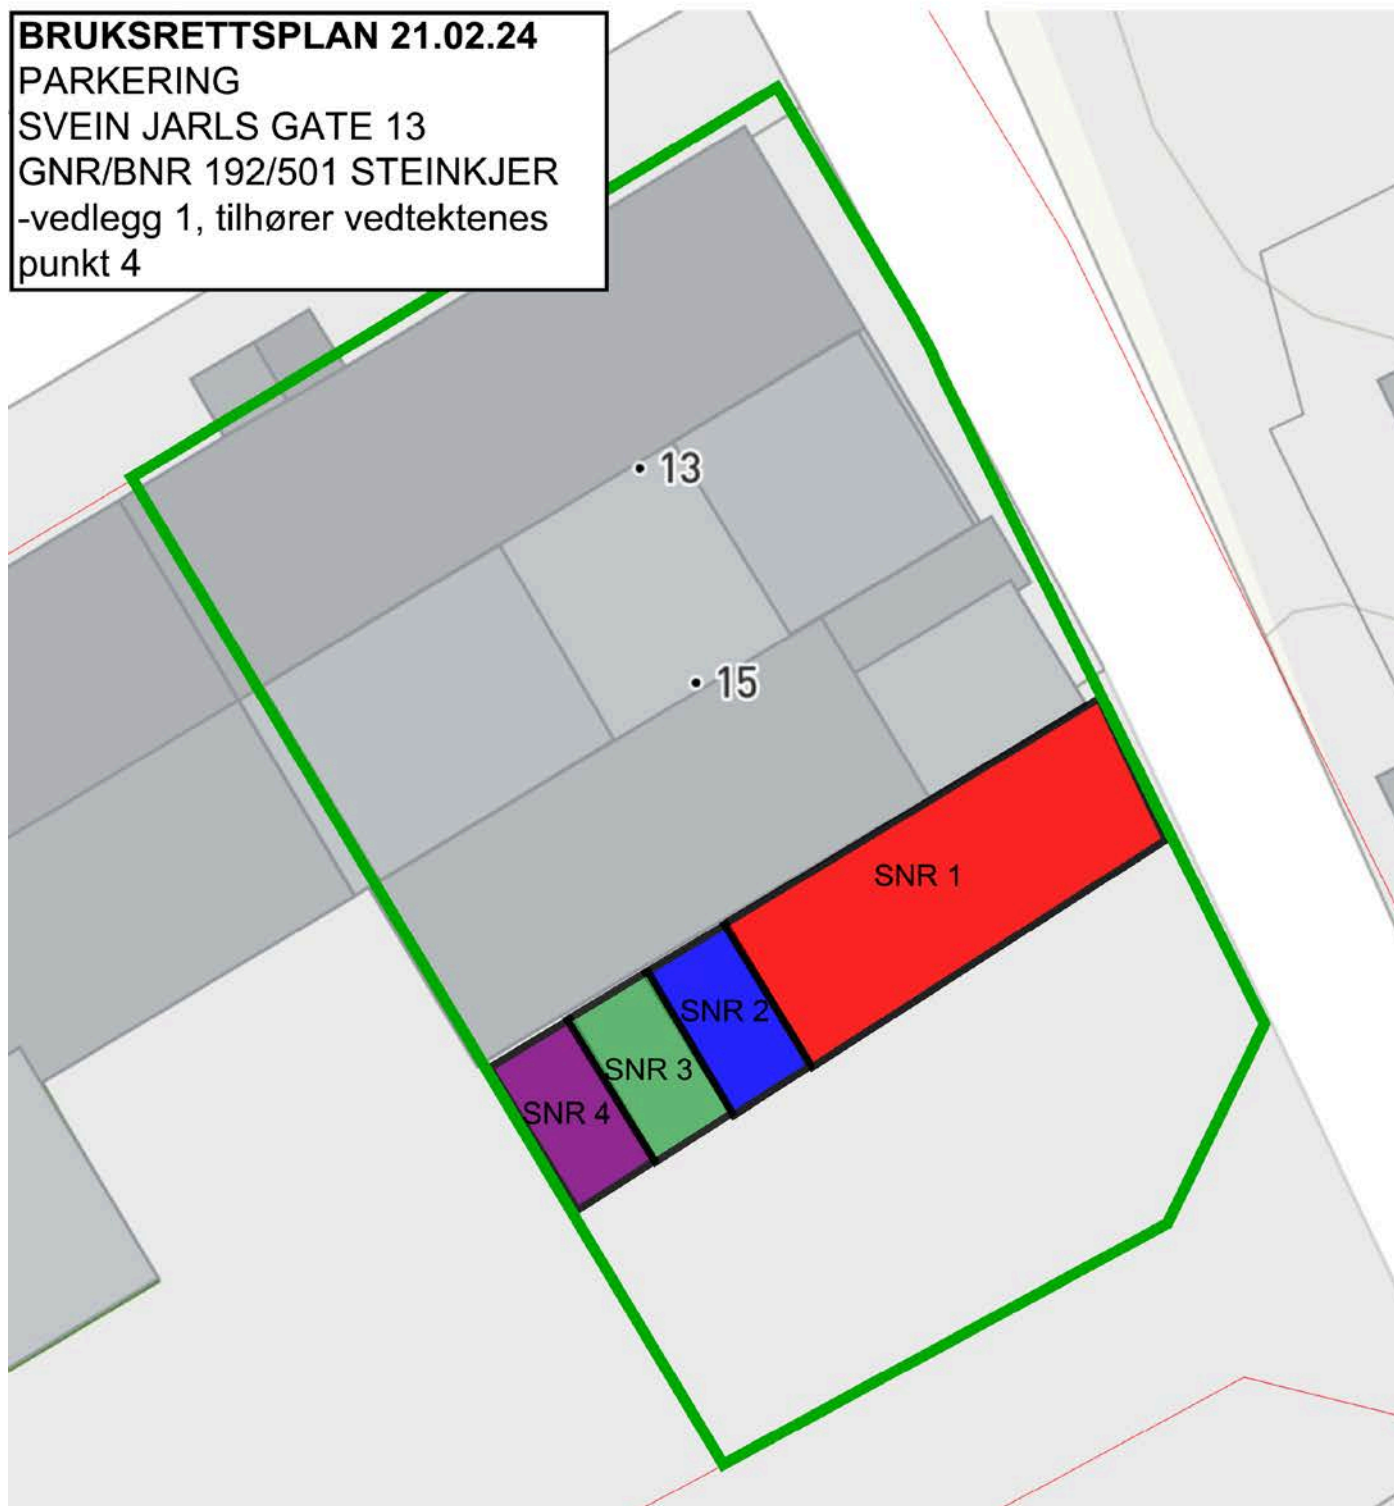 BRUKSRETTSPLAN 21.02.24
PARKERING
SVEIN JARLS GATE 13
GNR/BNR 192/501 STEINKJER
-vedlegg 1, tilhører vedtektenes
punkt 4
13
15
SNR 1
SNR 2
SNR 3
SNR 4